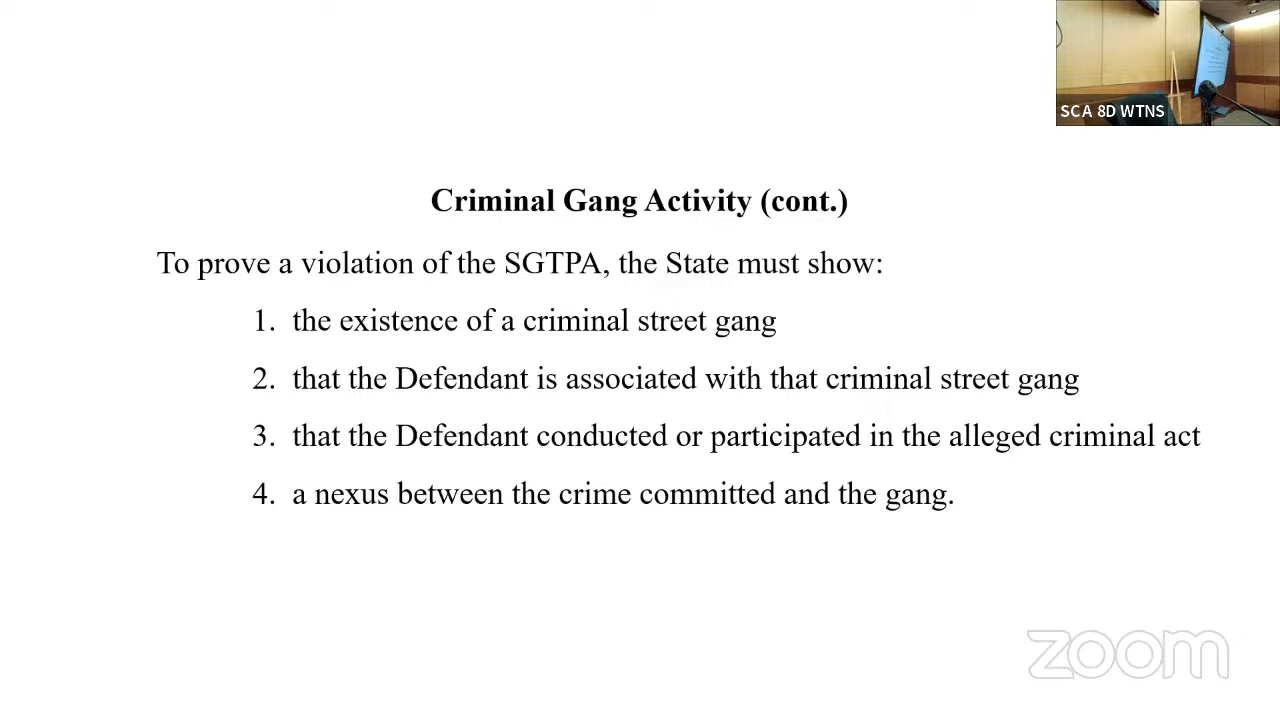 SCA 8D WTNS
Criminal Gang Activity (cont.)
To prove a violation of the SGTPA, the State must show:
1. the existence of a criminal street gang
2. that the Defendant is associated with that criminal street gang
3. that the Defendant conducted or participated in the alleged criminal act
4. a nexus between the crime committed and the gang.
zoom